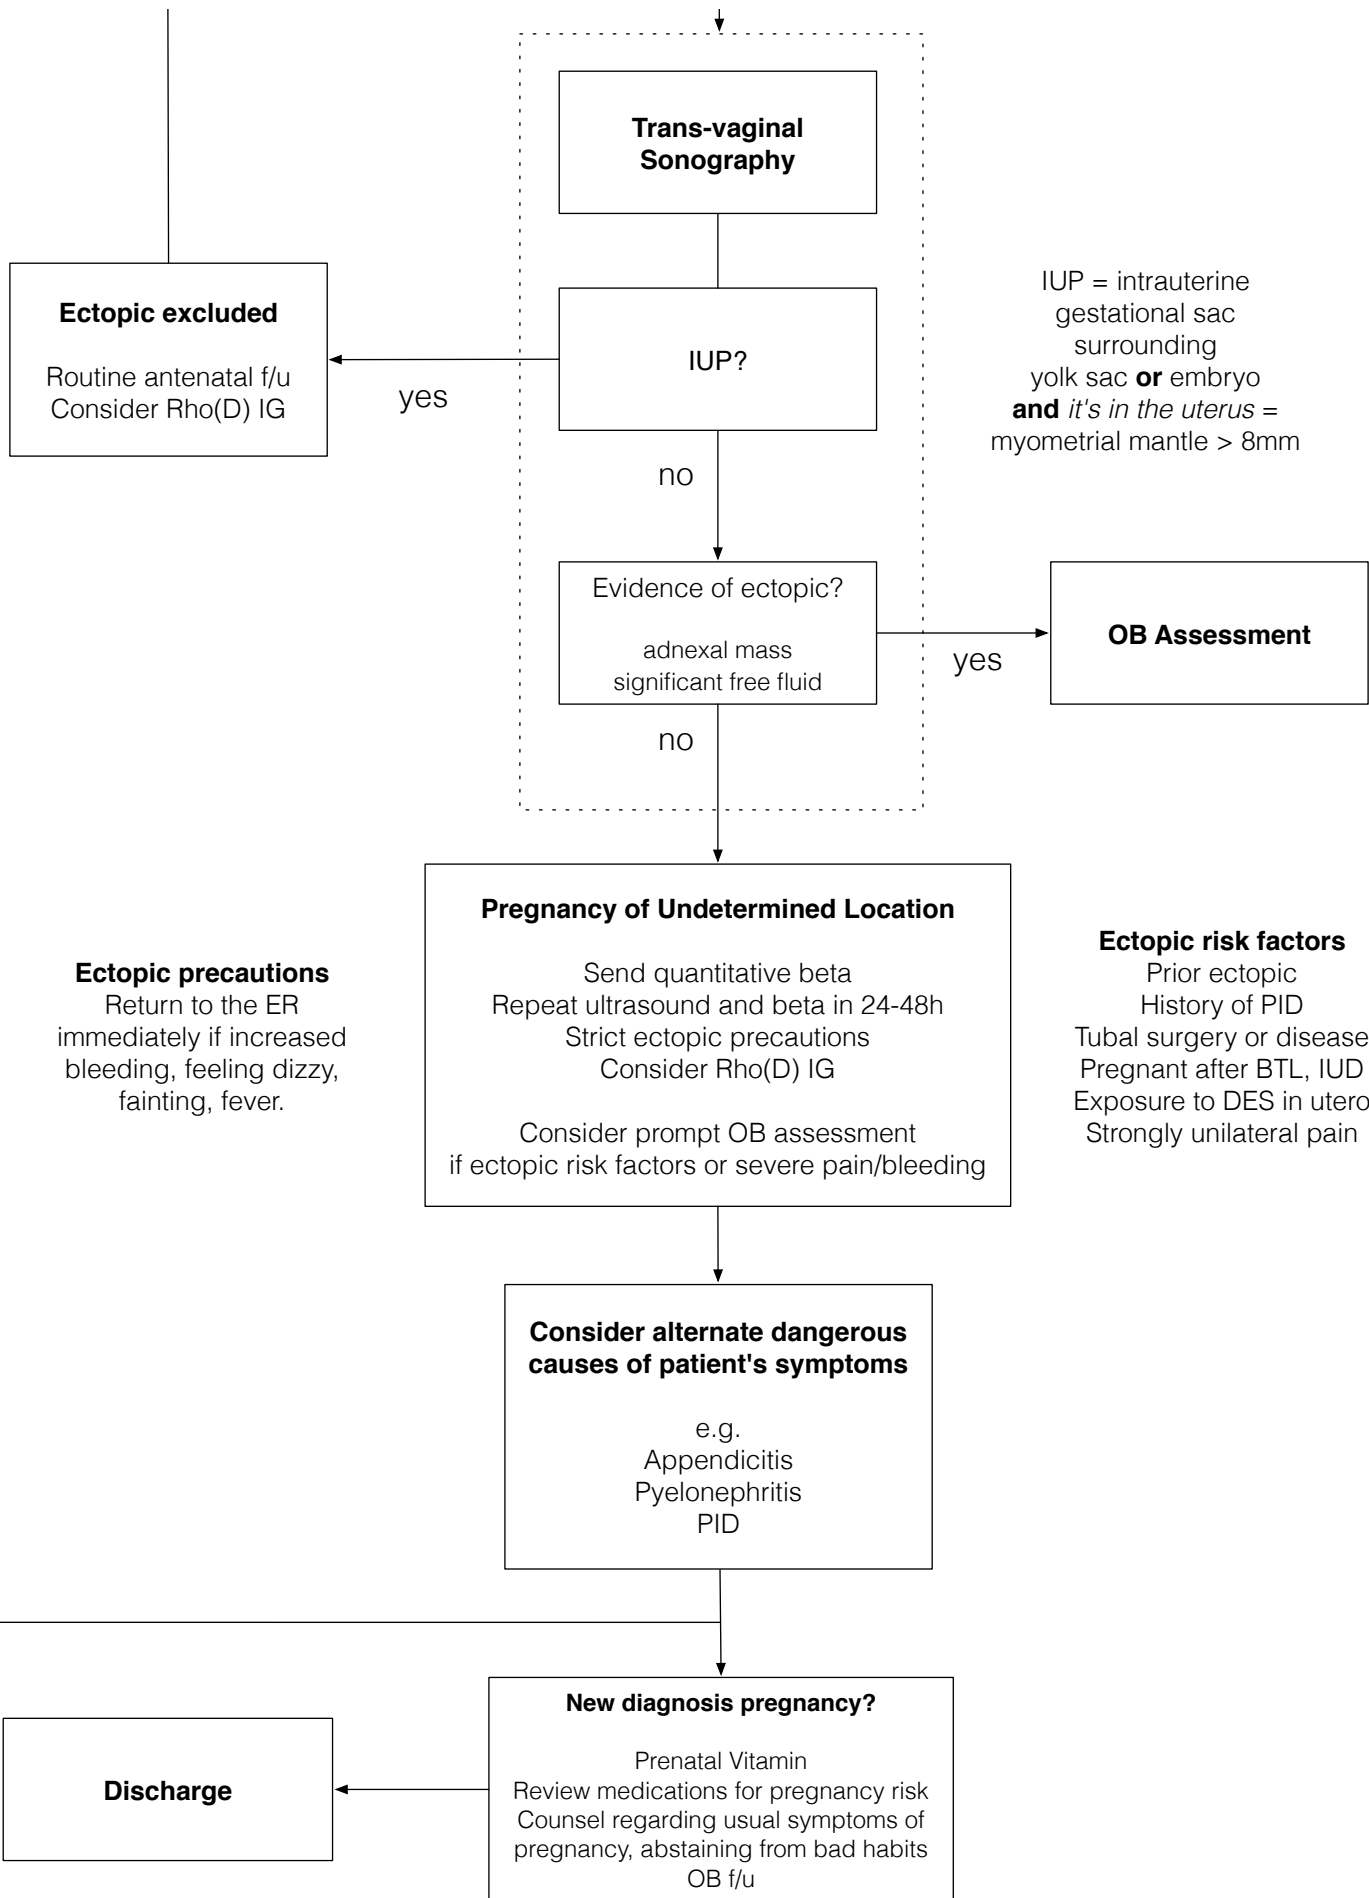 Trans-vaginal
Sonography
Ectopic excluded
Routine antenatal f/u
Consider Rho(D) IG
yes
IUP?
IUP = intrauterine
gestational sac
surrounding
yolk sac or embryo
and it's in the uterus =
myometrial mantle > 8mm
no
Evidence of ectopic?
adnexal mass
significant free fluid
yes
OB Assessment
no
Pregnancy of Undetermined Location
Send quantitative beta
Repeat ultrasound and beta in 24-48h
Strict ectopic precautions
Consider Rho(D) IG
Consider prompt OB assessment
if ectopic risk factors or severe pain/bleeding
Ectopic precautions
Return to the ER
immediately if increased
bleeding, feeling dizzy,
fainting, fever.
Ectopic risk factors
Prior ectopic
History of PID
Tubal surgery or disease
Pregnant after BTL, IUD
Exposure to DES in utero
Strongly unilateral pain
Consider alternate dangerous
causes of patient's symptoms
e.g.
Appendicitis
Pyelonephritis
PID
New diagnosis pregnancy?
Prenatal Vitamin
Review medications for pregnancy risk
Counsel regarding usual symptoms of
pregnancy, abstaining from bad habits
OB f/u
Discharge